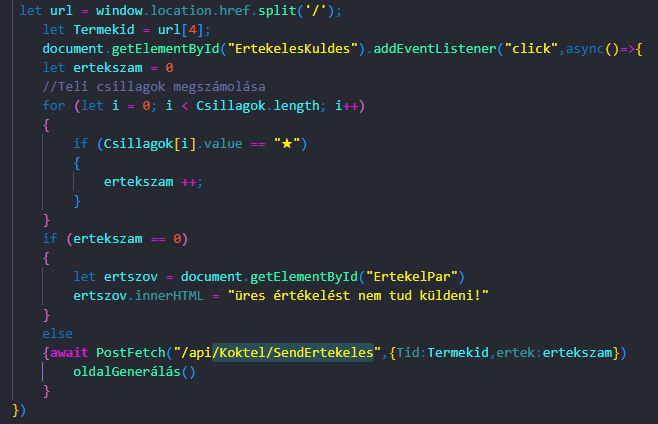 let url = window.location.href.split('/');
let Termekid = url[4];
document.getElementById("ErtekelesKuldes").addEventListener("click",async()=>{
let ertekszam = 0
//Teli csillagok megszámolása
for (let i = 0; i < Csillagok.length; i++)
{
if (Csillagok[i].value == "★")
{
ertekszam ++;
}
}
if (ertekszam == 0)
{
let ertszov = document.getElementById("ErtekelPar")
ertszov.innerHTML = "üres értékelést nem tud küldeni!"
}
else
{await PostFetch("/api/Koktel/SendErtekeles",{Tid:Termekid,ertek:ertekszam})
oldalGenerálás()
}
})